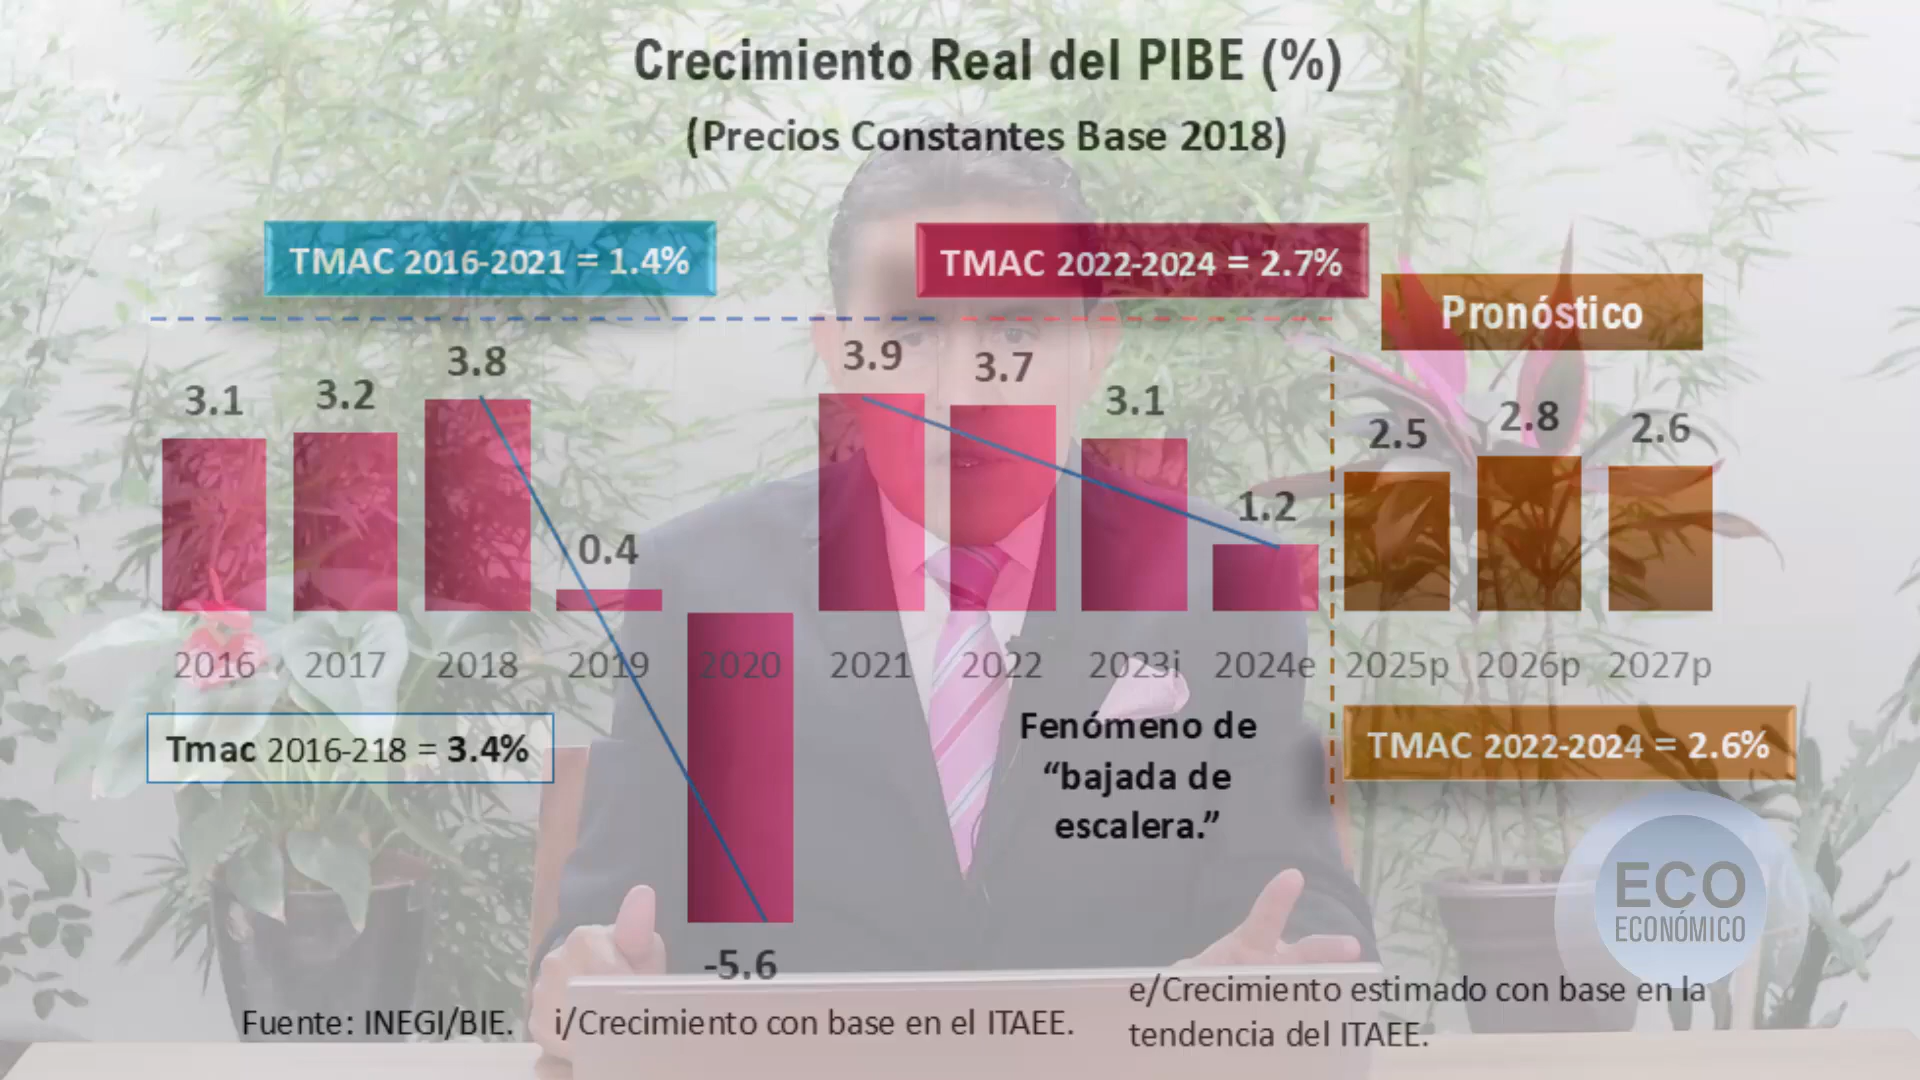 Crecimiento Real del PIBE (%)
(Precios Constantes Base 2018)
TMAC 2016-2021 = 1.4%
TMAC 2022-2024 = 2.7%
Pronóstico
3.1
3.2
3.8
0.4
-5.6
3.9
3.7
3.1
1.2
2.5
2.8
2.6
2016
2017
2018
2019
2020
2021
2022
2023i
2024e
2025p
2026p
2027p
Tmac 2016-218 = 3.4%
Fenómeno de
“bajada de
escalera.”
TMAC 2022-2024 = 2.6%
ECO
ECONÓMICO
Fuente: INEGI/BIE.
i/Crecimiento con base en el ITAEE.
e/Crecimiento estimado con base en la
tendencia del ITAEE.